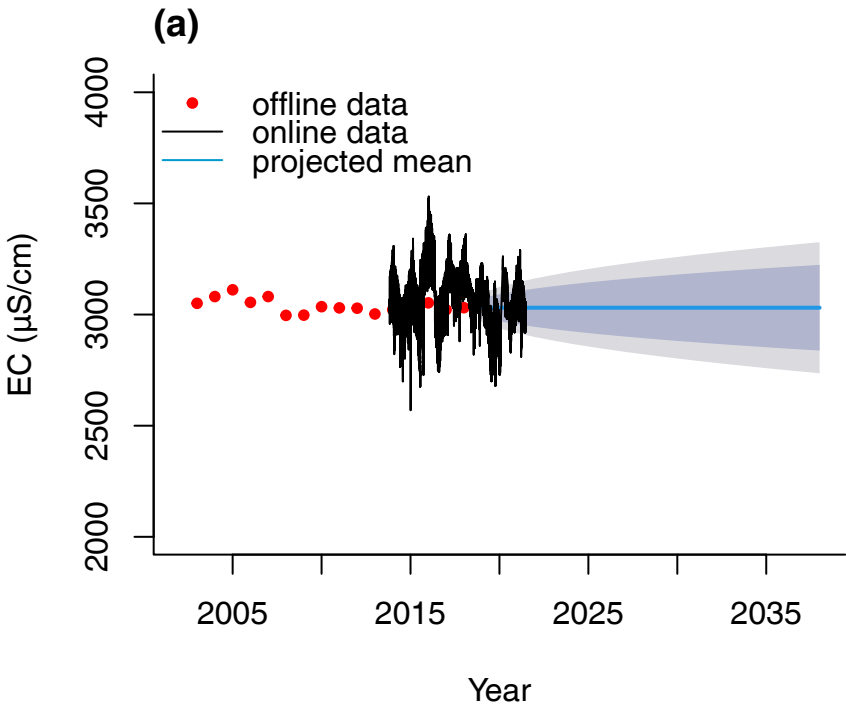 (a)
offline data
online data
projected mean
EC (µS/cm)
4000
3500
3000
2500
2000
2005 2015 2025 2035
Year